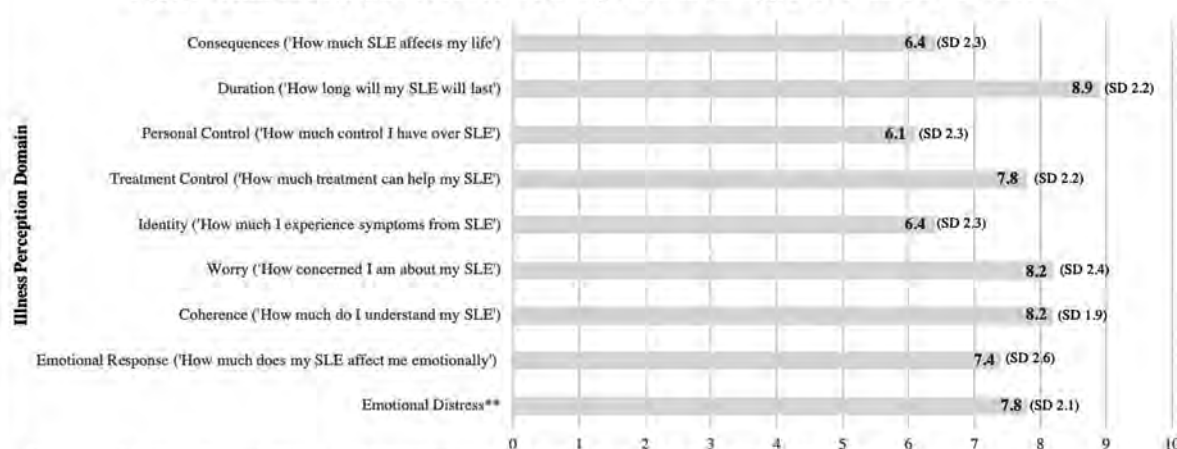 Illness Perception Domain
Consequences ('How much SLE affects my life') 6.4 (SD 2.3)
Duration ('How long will my SLE will last') 8.9 (SD 2.2)
Personal Control ('How much control I have over SLE') 6.1 (SD 2.3)
Treatment Control ('How much treatment can help my SLE') 7.8 (SD 2.2)
Identity ('How much I experience symptoms from SLE') 6.4 (SD 2.3)
Worry ('How concerned I am about my SLE') 8.2 (SD 2.4)
Coherence ('How much do I understand my SLE') 8.2 (SD 1.9)
Emotional Response ('How much does my SLE affect me emotionally') 7.4 (SD 2.6)
Emotional Distress** 7.8 (SD 2.1)
0 1 2 3 4 5 6 7 8 9 10